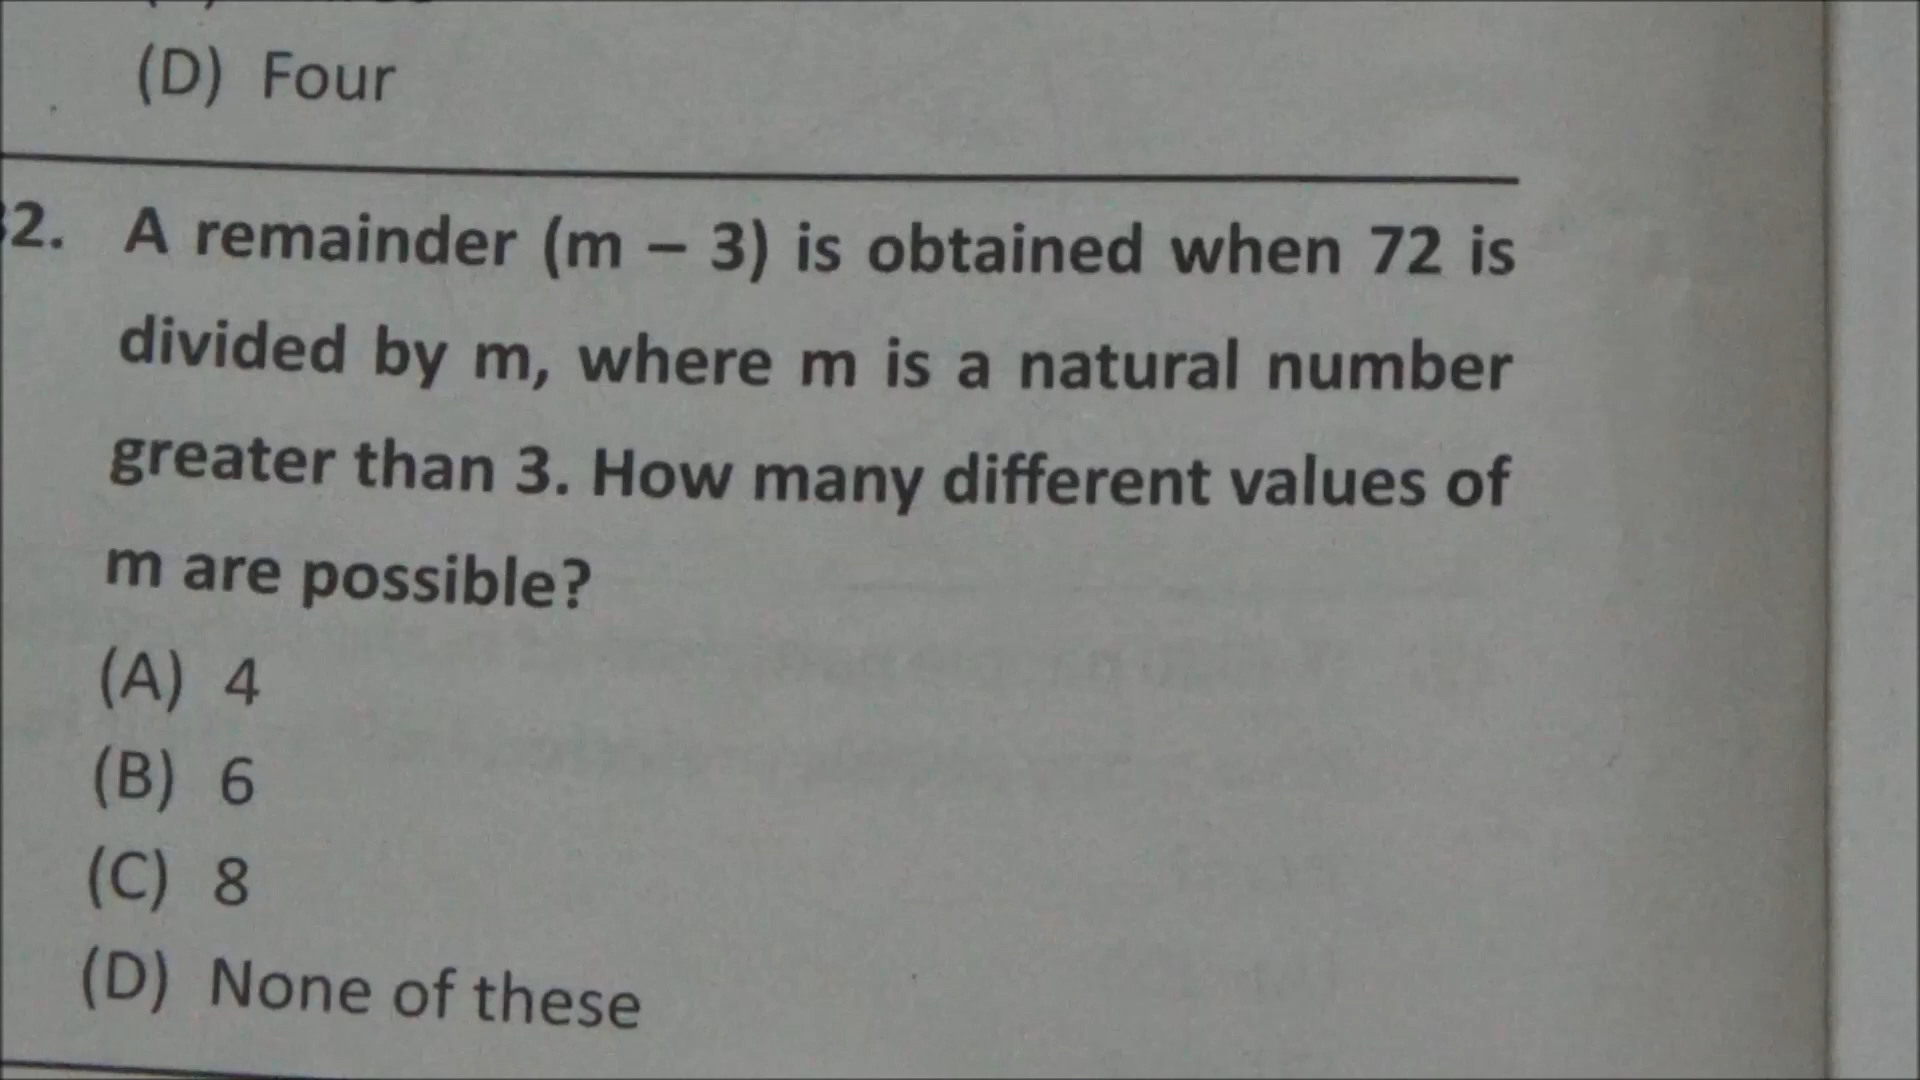 (D) Four
2. A remainder (m – 3) is obtained when 72 is
divided by m, where m is a natural number
greater than 3. How many different values of
m are possible?
(A) 4
(B) 6
(C) 8
(D) None of these